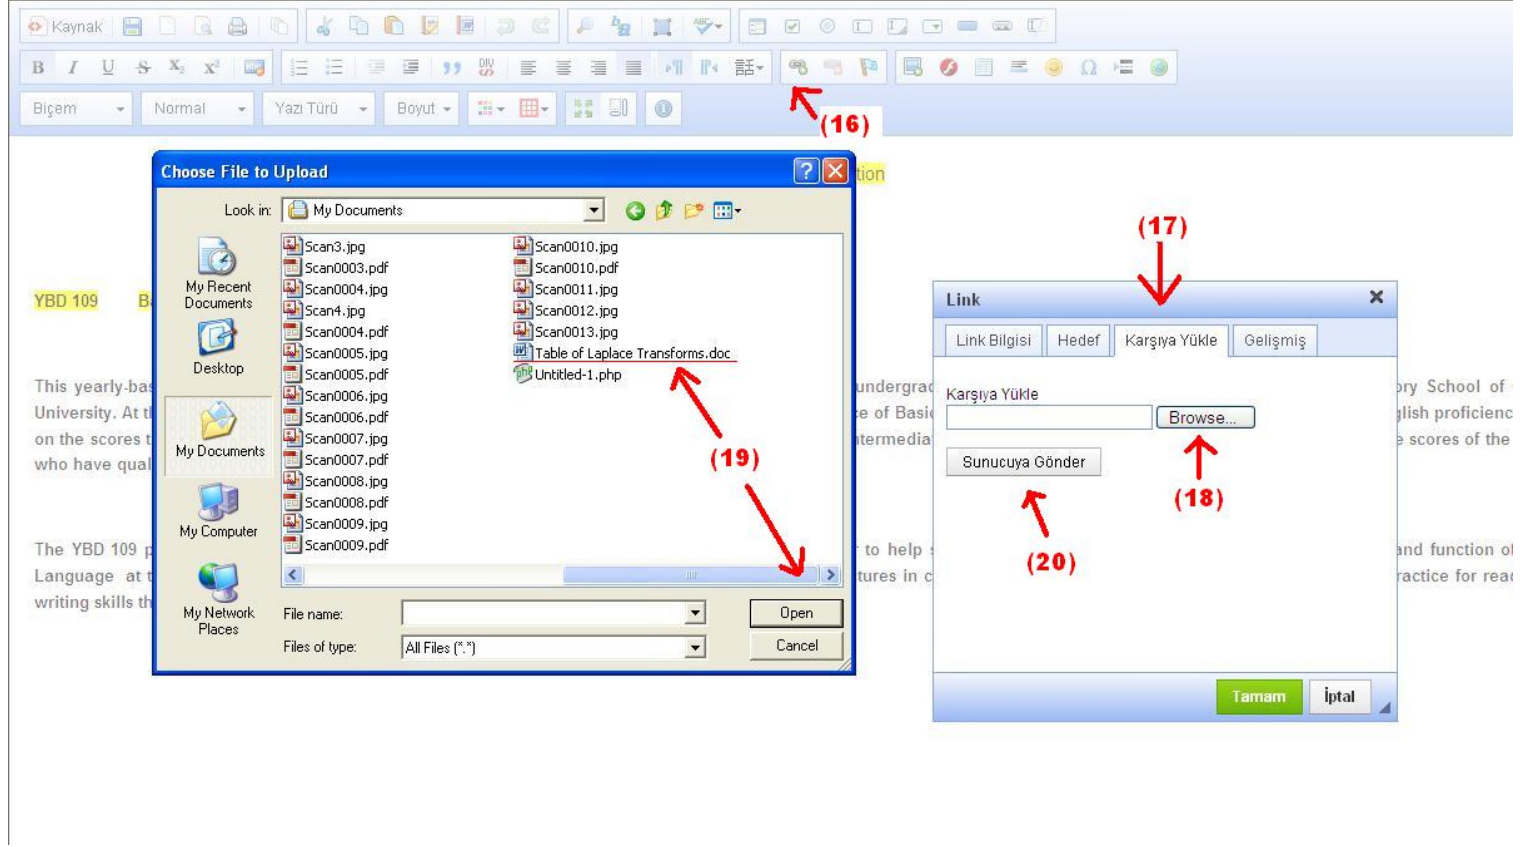 Kaynak
B I U S X₂ X² DIV 話
Biçem Normal Yazı Türü Boyut
(16)
Choose File to Upload
tion
Look in: My Documents
(17)
Scan3.jpg Scan0010.jpg
Scan0003.pdf Scan0010.pdf
Scan0004.jpg Scan0011.jpg
Scan4.jpg Scan0012.jpg
Scan0004.pdf Scan0013.jpg
Scan0005.jpg Table of Laplace Transforms.doc
Scan0005.pdf Untitled-1.php
Scan0006.jpg
Scan0006.pdf
Scan0007.jpg
Scan0007.pdf
Scan0008.jpg
Scan0008.pdf
Scan0009.jpg
Scan0009.pdf
My Recent
Documents
Desktop
My Documents
My Computer
My Network
Places
(19)
File name: Open
Files of type: All Files (*.*) Cancel
Link
Link Bilgisi Hedef Karşıya Yükle Gelişmiş
Karşıya Yükle
Browse...
Sunucuya Gönder
(18)
(20)
Tamam İptal
YBD 109 B
This yearly-bas undergrad ory School of
University. At t ce of Basic glish proficienc
on the scores t ntermedia e scores of the
who have qual
The YBD 109 p r to help s and function of
Language at t tures in c ractice for read
writing skills th